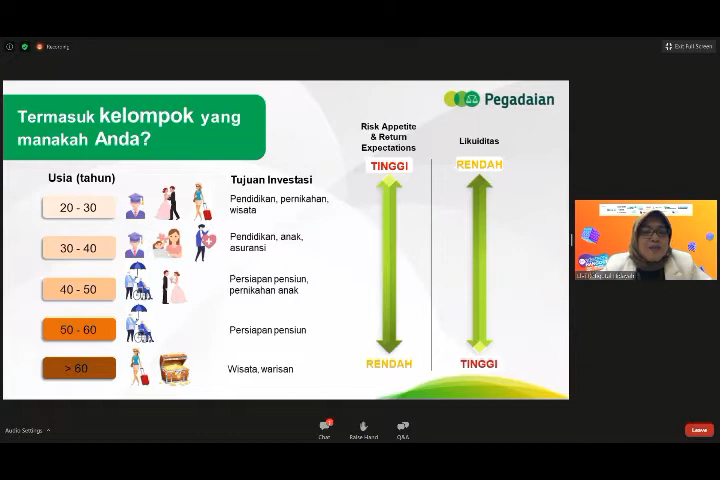 Recording
Exit Full Screen
Termasuk kelompok yang
manakah Anda?
Pegadaian
Risk Appetite
& Return
Expectations
Likuiditas
TINGGI
RENDAH
Usia (tahun)
Tujuan Investasi
20 - 30
Pendidikan, pernikahan,
wisata
30 - 40
Pendidikan, anak,
asuransi
40 - 50
Persiapan pensiun,
pernikahan anak
50 - 60
Persiapan pensiun
> 60
Wisata, warisan
RENDAH
TINGGI
Audio Settings
Chat
Raise Hand
Q&A
Leave